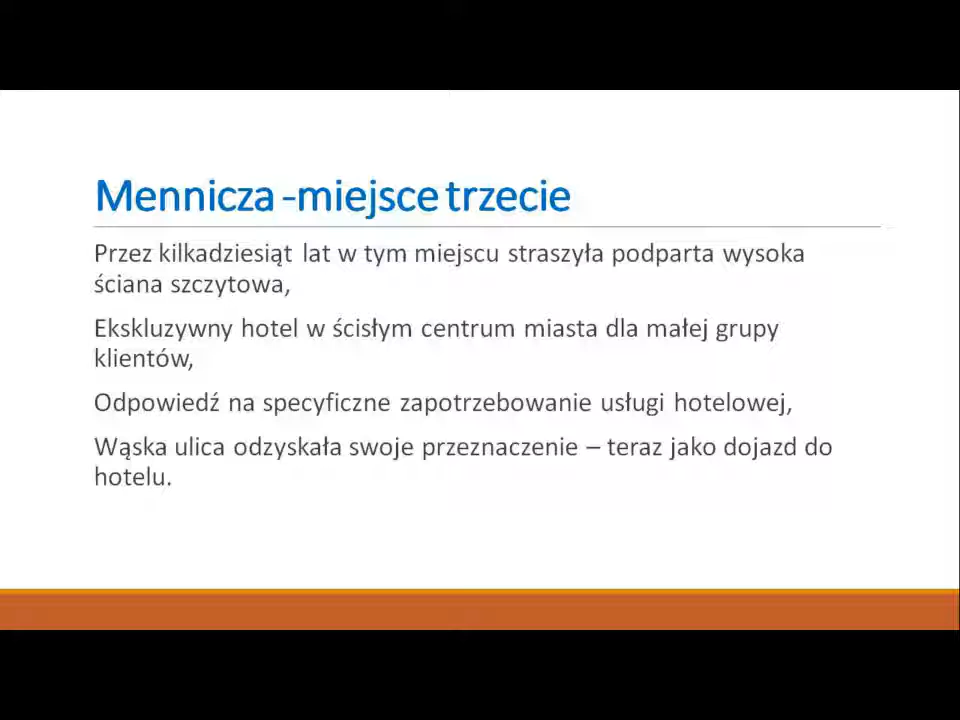 Mennicza -miejsce trzecie
Przez kilkadziesiąt lat w tym miejscu straszyła podparta wysoka
ściana szczytowa,
Ekskluzywny hotel w ścisłym centrum miasta dla małej grupy
klientów,
Odpowiedź na specyficzne zapotrzebowanie usługi hotelowej,
Wąska ulica odzyskała swoje przeznaczenie – teraz jako dojazd do
hotelu.